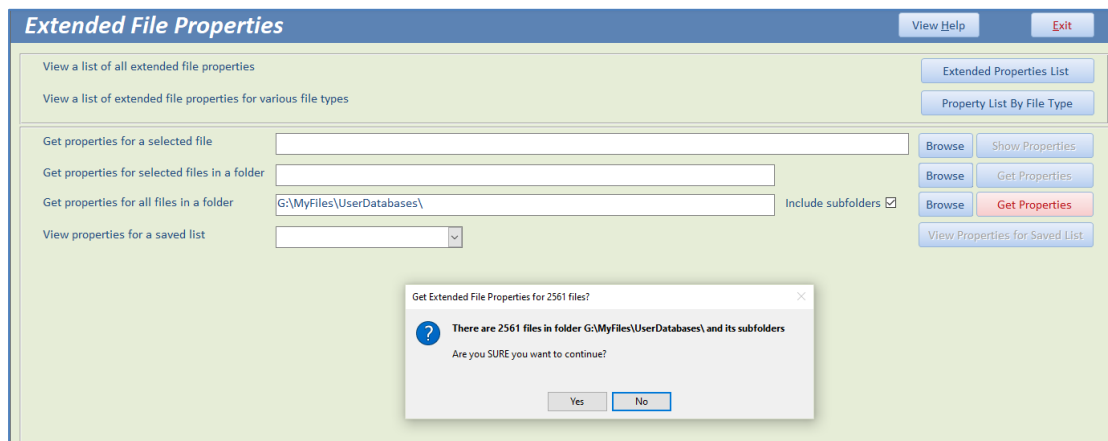 Extended File Properties
View Help
Exit
View a list of all extended file properties
Extended Properties List
View a list of extended file properties for various file types
Property List By File Type
Get properties for a selected file
Browse
Show Properties
Get properties for selected files in a folder
Browse
Get Properties
Get properties for all files in a folder
G:\MyFiles\UserDatabases\
Include subfolders
Browse
Get Properties
View properties for a saved list
View Properties for Saved List
Get Extended File Properties for 2561 files?
There are 2561 files in folder G:\MyFiles\UserDatabases\ and its subfolders
Are you SURE you want to continue?
Yes
No